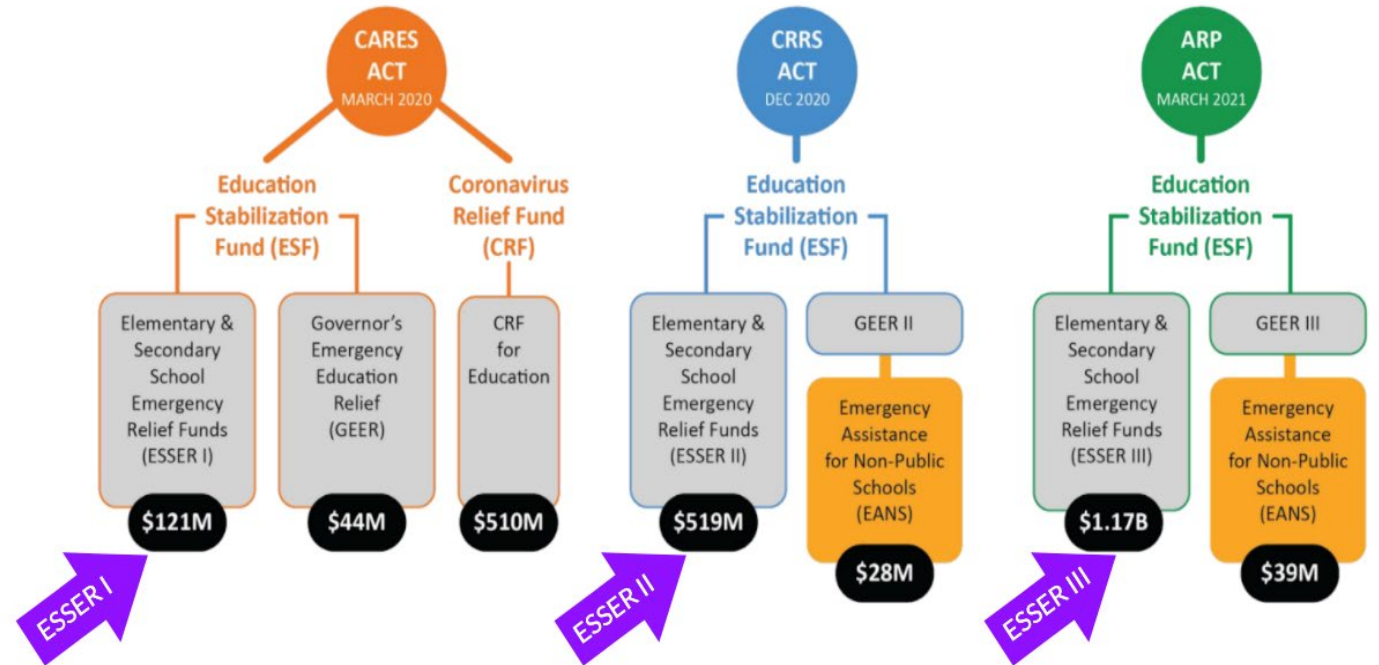 CARES
ACT
MARCH 2020
Education
Stabilization
Fund (ESF)
Coronavirus
Relief Fund
(CRF)
Elementary &
Secondary
School
Emergency
Relief Funds
(ESSER I)
$121M
Governor's
Emergency
Education
Relief
(GEER)
$44M
CRF
for
Education
$510M
ESSER I
CRRS
ACT
DEC 2020
Education
Stabilization
Fund (ESF)
Elementary &
Secondary
School
Emergency
Relief Funds
(ESSER II)
$519M
GEER II
Emergency
Assistance
for Non-Public
Schools
(EANS)
$28M
ESSER II
ARP
ACT
MARCH 2021
Education
Stabilization
Fund (ESF)
Elementary &
Secondary
School
Emergency
Relief Funds
(ESSER III)
$1.17B
GEER III
Emergency
Assistance
for Non-Public
Schools
(EANS)
$39M
ESSER III